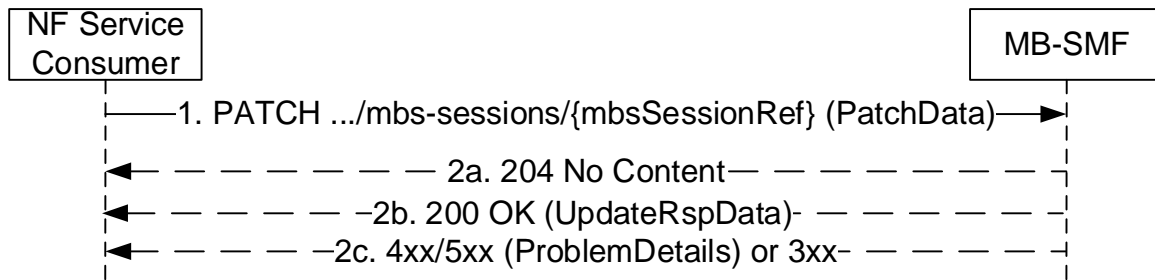 NF Service
Consumer
MB-SMF
1. PATCH .../mbs-sessions/{mbsSessionRef} (PatchData)
2a. 204 No Content
2b. 200 OK (UpdateRspData)
2c. 4xx/5xx (ProblemDetails) or 3xx